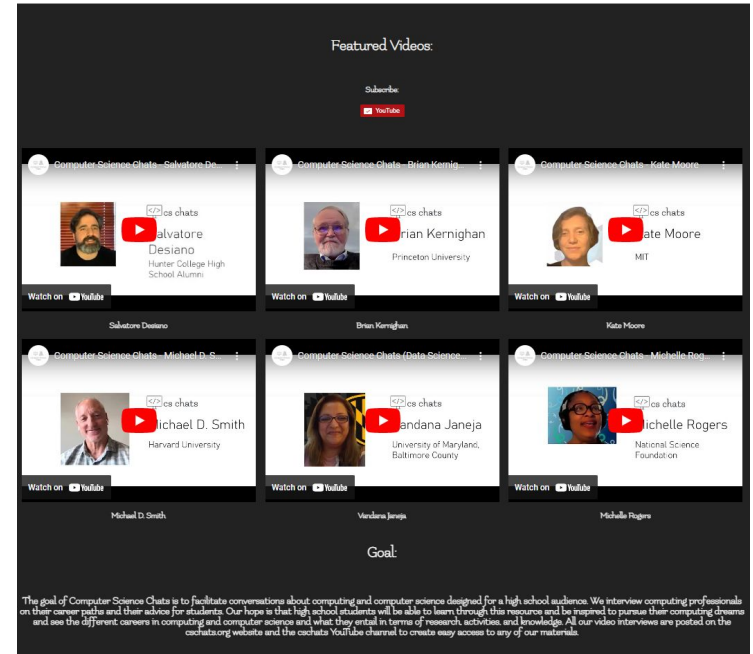 Featured Videos:
Subscribe:
YouTube
Computer Science Chats - Salvatore De...
Computer Science Chats - Brian Kernig...
Computer Science Chats - Kate Moore
</> cs chats
</> cs chats
</> cs chats
alvatore
Desiano
Hunter College High
School Alumni
rian Kernighan
Princeton University
ate Moore
MIT
Watch on YouTube
Watch on YouTube
Watch on YouTube
Salvatore Desiano
Brian Kernighan
Kate Moore
Computer Science Chats - Michael D. S...
Computer Science Chats (Data Science...
Computer Science Chats - Michelle Rog...
</> cs chats
</> cs chats
</> cs chats
ichael D. Smith
Harvard University
andana Janeja
University of Maryland,
Baltimore County
ichelle Rogers
National Science
Foundation
Watch on YouTube
Watch on YouTube
Watch on YouTube
Michael D. Smith
Vandana Janeja
Michelle Rogers
Goal:
The goal of Computer Science Chats is to facilitate conversations about computing and computer science designed for a high school audience. We interview computing professionals
on their career paths and their advice for students. Our hope is that high school students will be able to learn through this resource and be inspired to pursue their computing dreams
and see the different careers in computing and computer science and what they entail in terms of research, activities, and knowledge. All our video interviews are posted on the
cschats.org website and the cschats YouTube channel to create easy access to any of our materials.